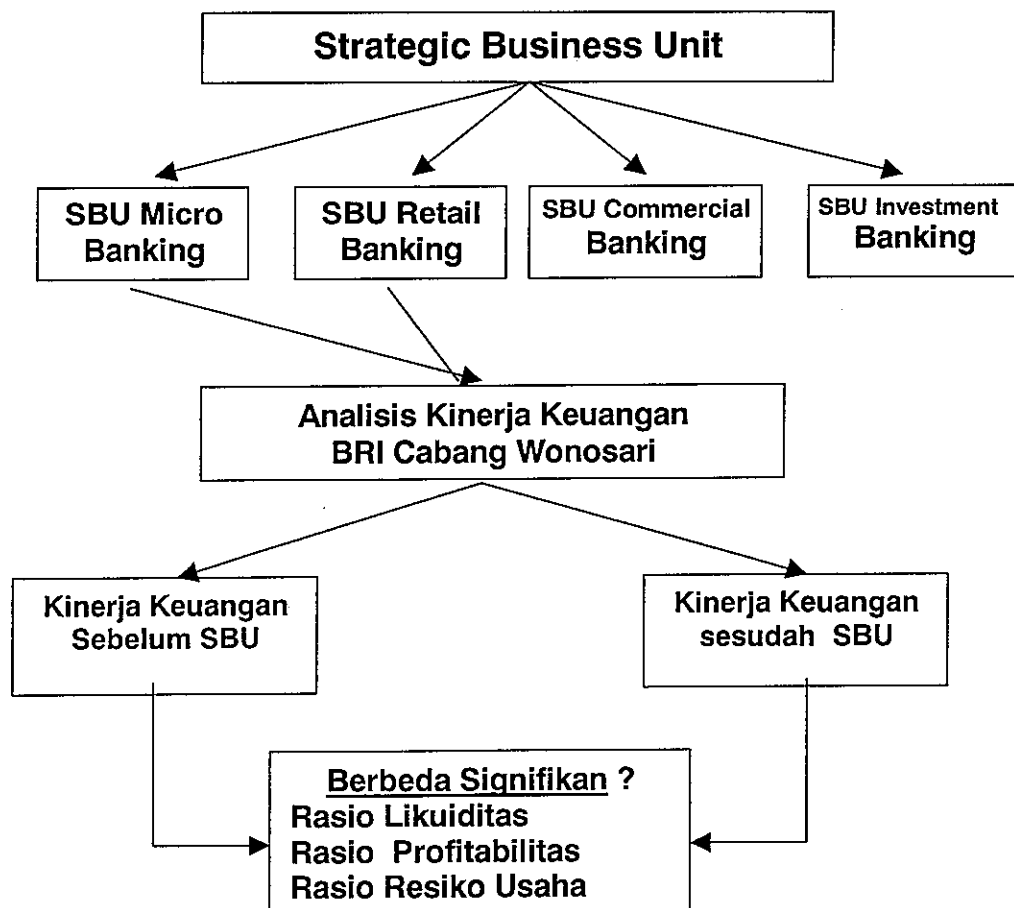 Strategic Business Unit
SBU Micro
Banking
SBU Retail
Banking
SBU Commercial
Banking
SBU Investment
Banking
Analisis Kinerja Keuangan
BRI Cabang Wonosari
Kinerja Keuangan
Sebelum SBU
Kinerja Keuangan
sesudah SBU
Berbeda Signifikan ?
Rasio Likuiditas
Rasio Profitabilitas
Rasio Resiko Usaha